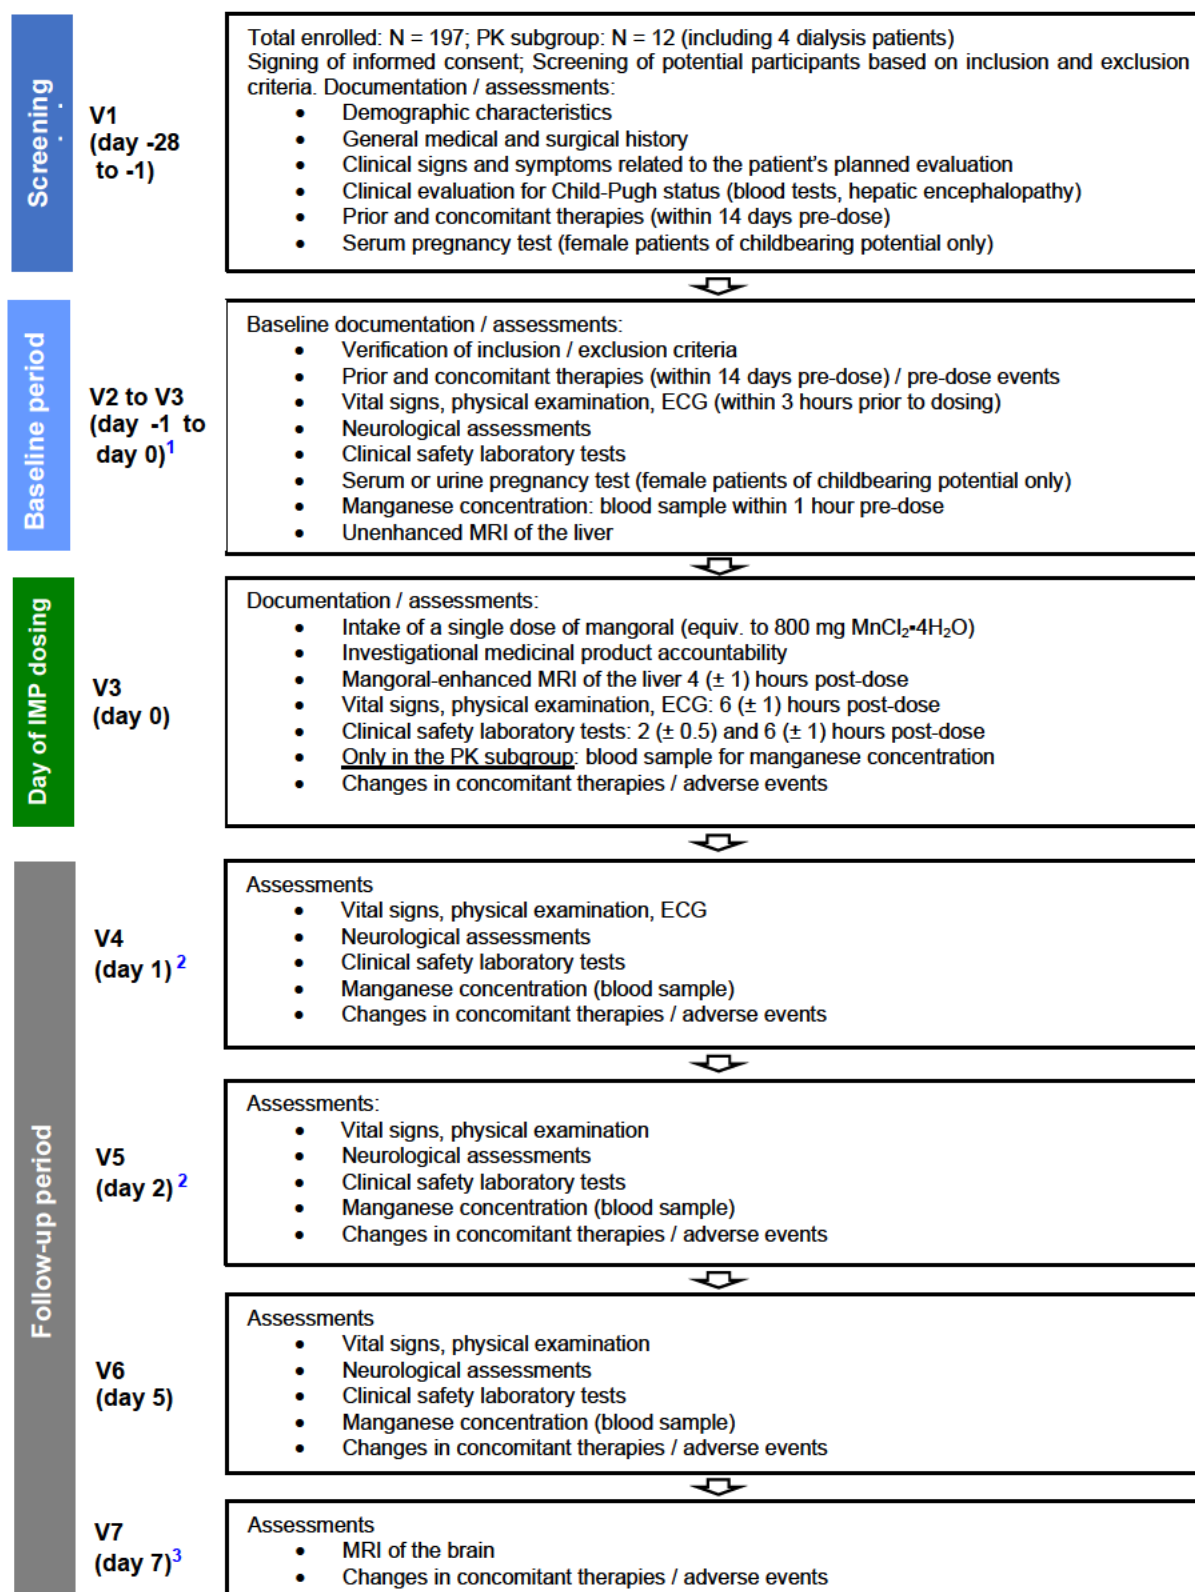 Screening
V1
(day -28
to -1)
Total enrolled: N = 197; PK subgroup: N = 12 (including 4 dialysis patients)
Signing of informed consent; Screening of potential participants based on inclusion and exclusion
criteria. Documentation / assessments:
• Demographic characteristics
• General medical and surgical history
• Clinical signs and symptoms related to the patient's planned evaluation
• Clinical evaluation for Child-Pugh status (blood tests, hepatic encephalopathy)
• Prior and concomitant therapies (within 14 days pre-dose)
• Serum pregnancy test (female patients of childbearing potential only)
Baseline period
V2 to V3
(day -1 to
day 0)1
Baseline documentation / assessments:
• Verification of inclusion / exclusion criteria
• Prior and concomitant therapies (within 14 days pre-dose) / pre-dose events
• Vital signs, physical examination, ECG (within 3 hours prior to dosing)
• Neurological assessments
• Clinical safety laboratory tests
• Serum or urine pregnancy test (female patients of childbearing potential only)
• Manganese concentration: blood sample within 1 hour pre-dose
• Unenhanced MRI of the liver
Day of IMP dosing
V3
(day 0)
Documentation / assessments:
• Intake of a single dose of mangoral (equiv. to 800 mg MnCl₂▪4H₂O)
• Investigational medicinal product accountability
• Mangoral-enhanced MRI of the liver 4 (± 1) hours post-dose
• Vital signs, physical examination, ECG: 6 (± 1) hours post-dose
• Clinical safety laboratory tests: 2 (± 0.5) and 6 (± 1) hours post-dose
• Only in the PK subgroup: blood sample for manganese concentration
• Changes in concomitant therapies / adverse events
Follow-up period
V4
(day 1) 2
Assessments
• Vital signs, physical examination, ECG
• Neurological assessments
• Clinical safety laboratory tests
• Manganese concentration (blood sample)
• Changes in concomitant therapies / adverse events
V5
(day 2) 2
Assessments:
• Vital signs, physical examination
• Neurological assessments
• Clinical safety laboratory tests
• Manganese concentration (blood sample)
• Changes in concomitant therapies / adverse events
V6
(day 5)
Assessments
• Vital signs, physical examination
• Neurological assessments
• Clinical safety laboratory tests
• Manganese concentration (blood sample)
• Changes in concomitant therapies / adverse events
V7
(day 7)3
Assessments
• MRI of the brain
• Changes in concomitant therapies / adverse events